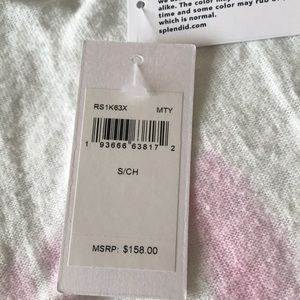 alike. The color may
time and some color may rub o
which is normal.
splendid.com
RS1K63X MTY
1 93666 63817 2
S/CH
MSRP: $158.00